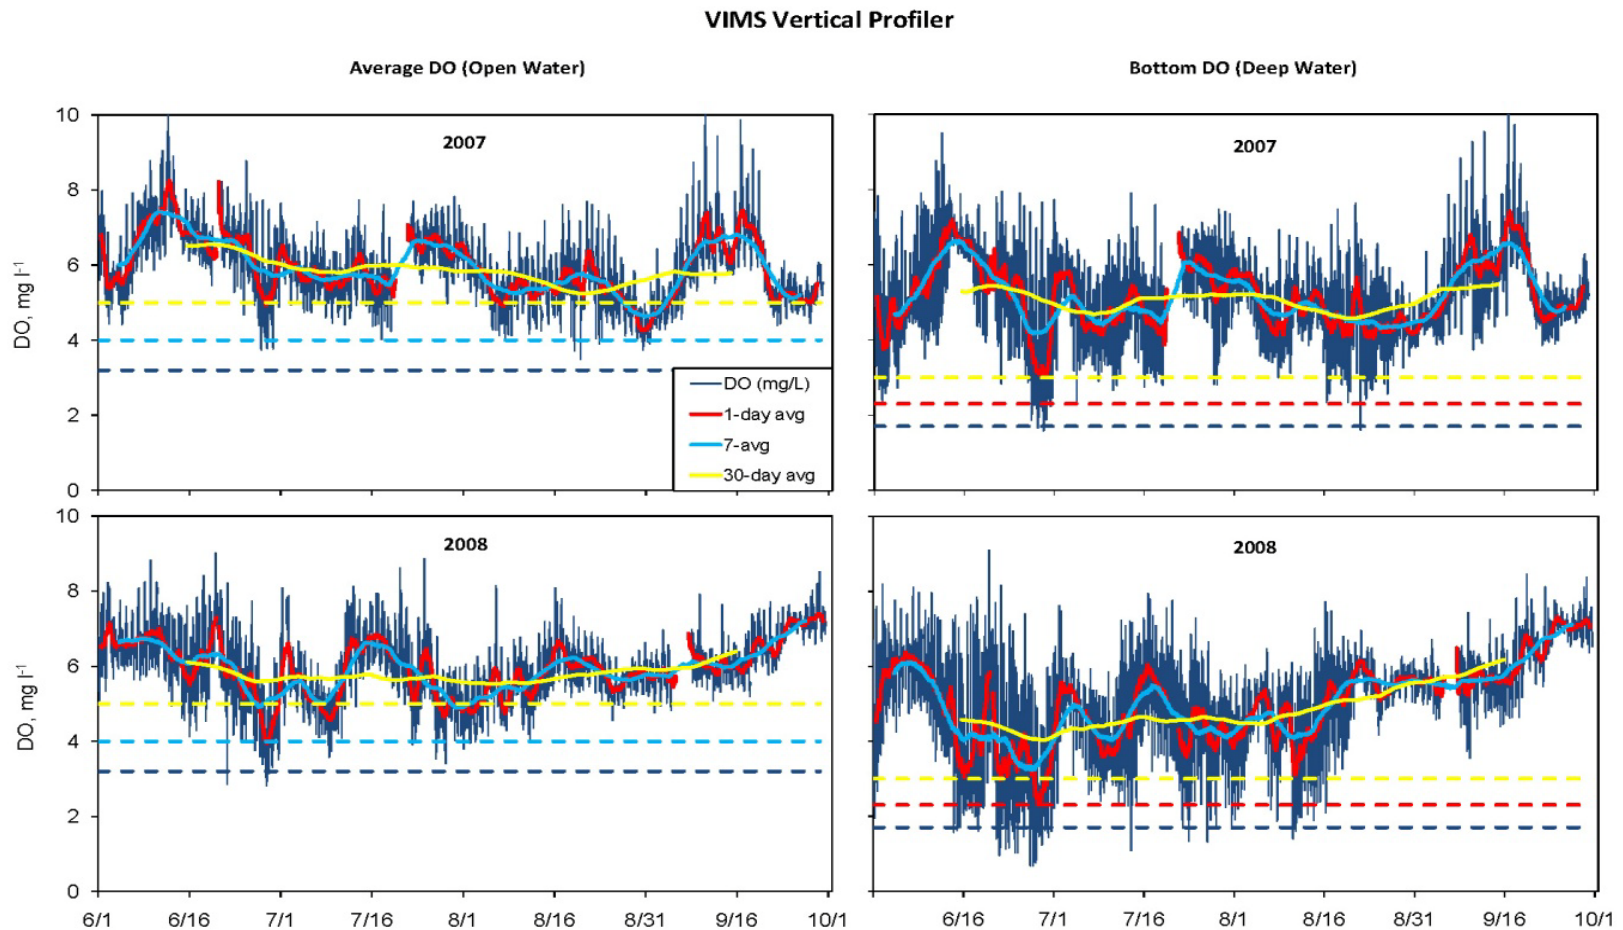 VIMS Vertical Profiler
Average DO (Open Water)
Bottom DO (Deep Water)
10
8
6
4
2
0
DO, mg l-1
2007
DO (mg/L)
1-day avg
7-avg
30-day avg
2007
10
8
6
4
2
0
DO, mg l-1
2008
2008
6/1 6/16 7/1 7/16 8/1 8/16 8/31 9/16 10/1
6/16 7/1 7/16 8/1 8/16 8/31 9/16 10/1